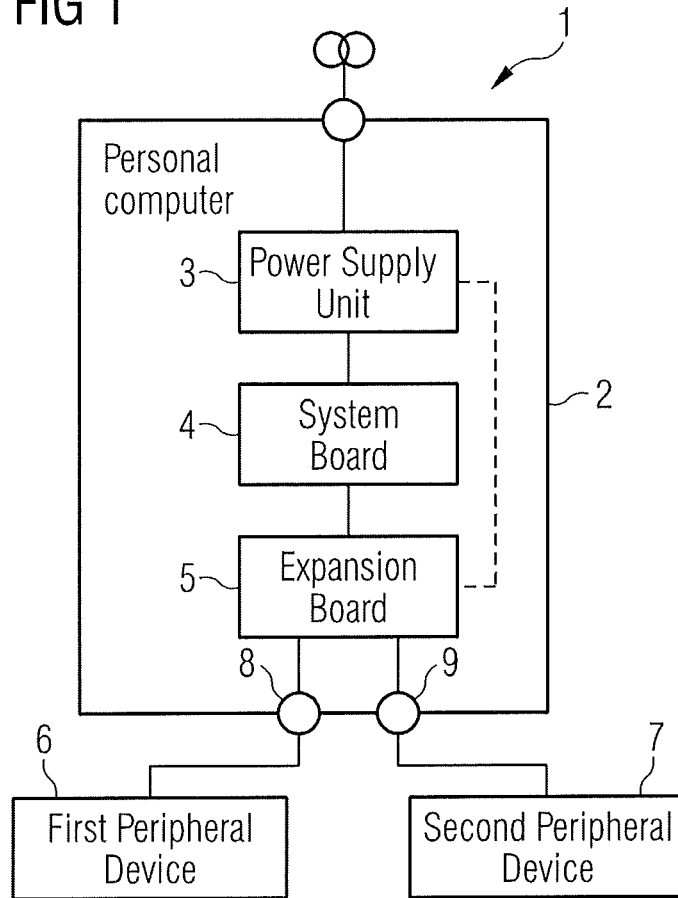 FIG 1
1
Personal
computer
3
Power Supply
Unit
2
4
System
Board
5
Expansion
Board
8
9
6
7
First Peripheral
Device
Second Peripheral
Device